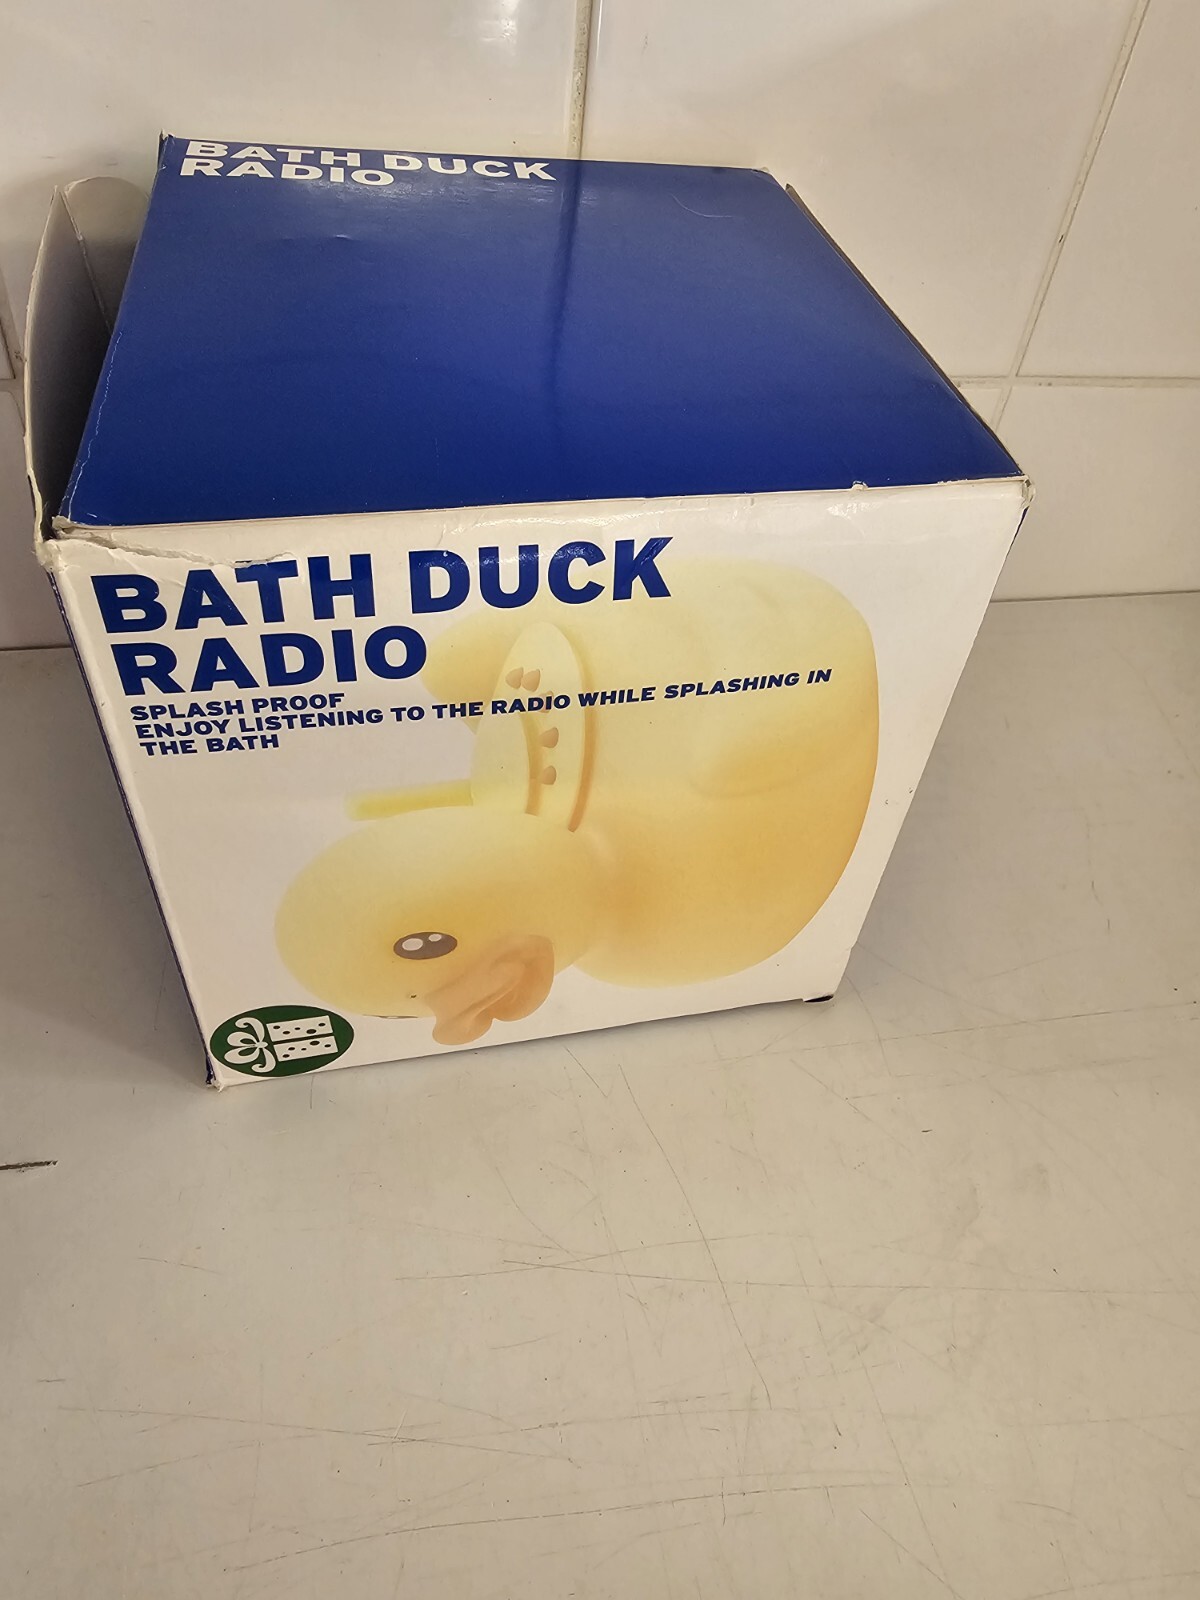 BATH DUCK
RADIO
BATH DUCK
RADIO
SPLASH PROOF
ENJOY LISTENING TO THE RADIO WHILE SPLASHING IN
THE BATH